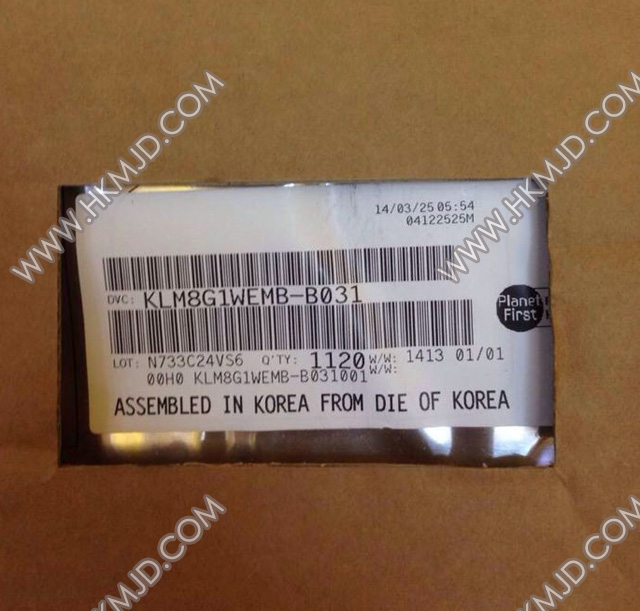 WWW.HKMJD.COM
14/03/25 05:54
04122525M
WWW.HKMJD.COM
DVC: KLM8G1WEMB-B031
Planet First
LOT: N733C24VS6 Q'TY: 1120 W/W: 1413 01/01
00H0 KLM8G1WEMB-B031001 W/W:
ASSEMBLED IN KOREA FROM DIE OF KOREA
WWW.HKMJD.COM
WWW.